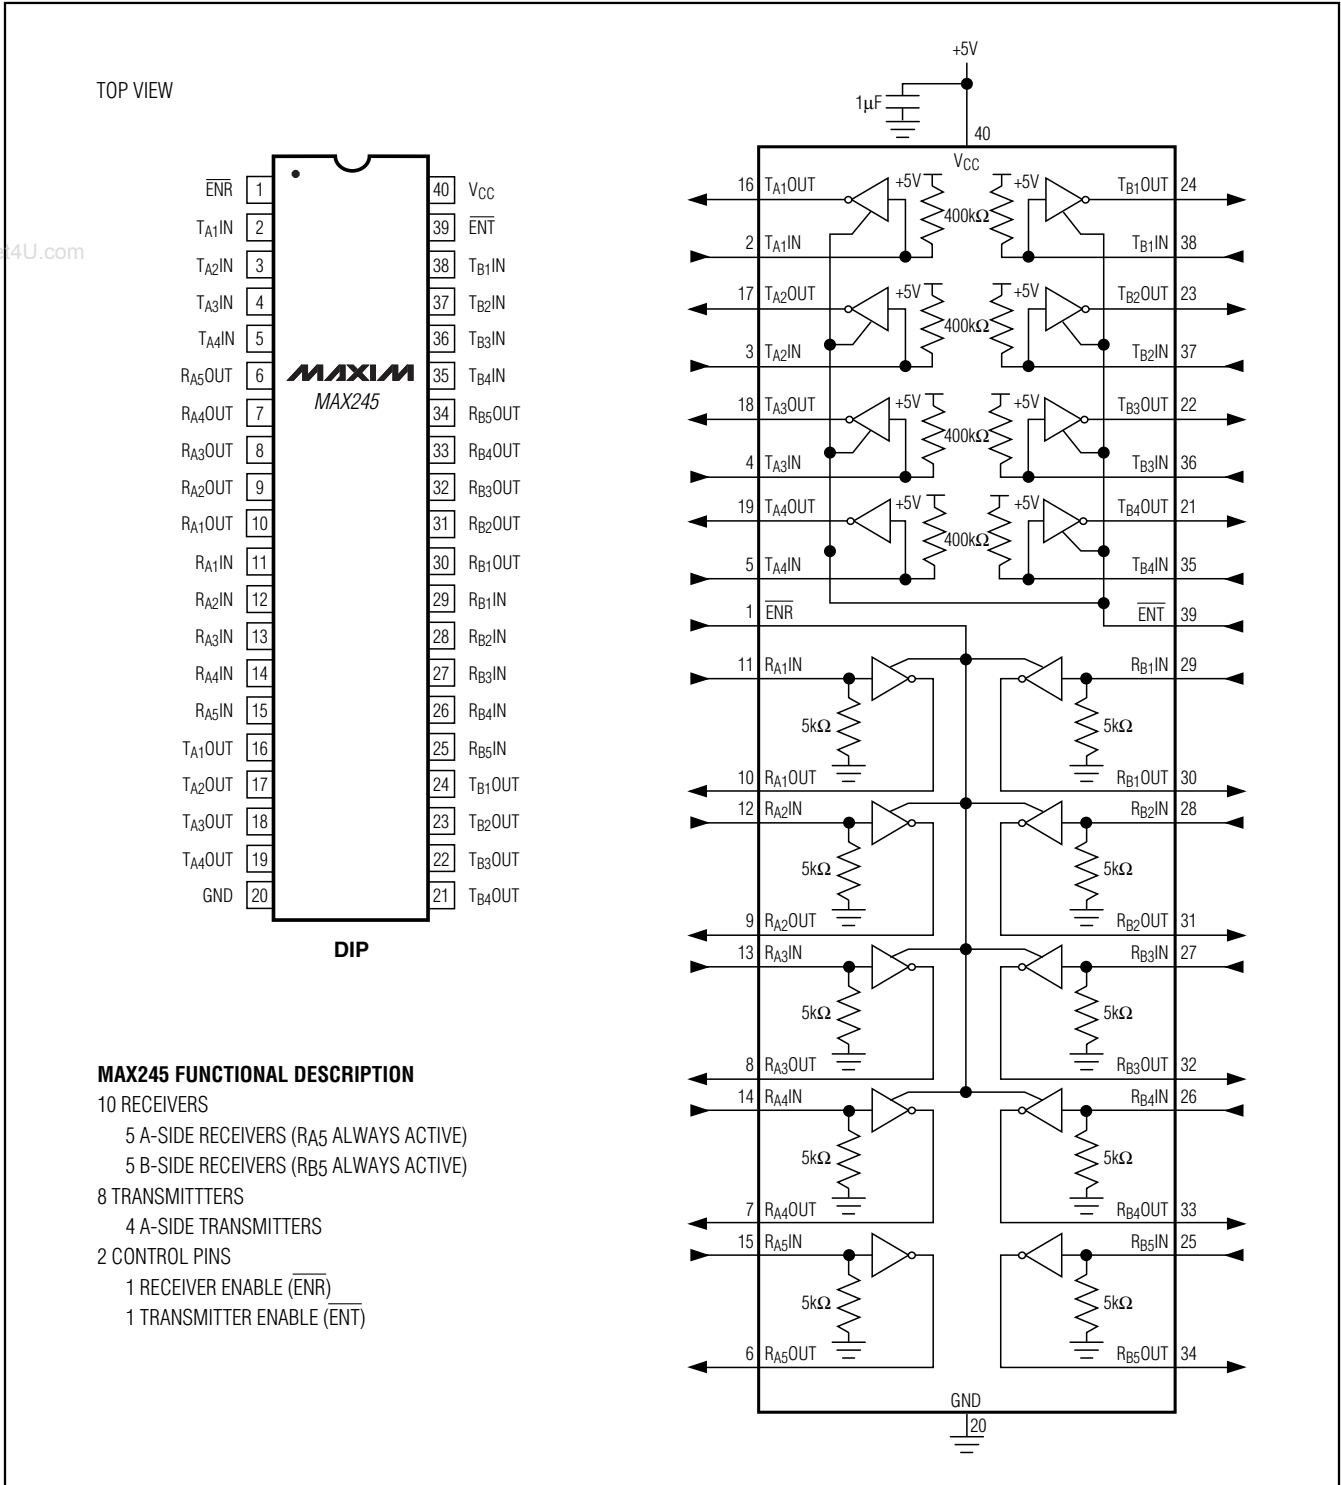 TOP VIEW
et4U.com
ENR 1
TA1IN 2
TA2IN 3
TA3IN 4
TA4IN 5
RA5OUT 6
RA4OUT 7
RA3OUT 8
RA2OUT 9
RA1OUT 10
RA1IN 11
RA2IN 12
RA3IN 13
RA4IN 14
RA5IN 15
TA1OUT 16
TA2OUT 17
TA3OUT 18
TA4OUT 19
GND 20
MAXIM
MAX245
40 VCC
39 ENT
38 TB1IN
37 TB2IN
36 TB3IN
35 TB4IN
34 RB5OUT
33 RB4OUT
32 RB3OUT
31 RB2OUT
30 RB1OUT
29 RB1IN
28 RB2IN
27 RB3IN
26 RB4IN
25 RB5IN
24 TB1OUT
23 TB2OUT
22 TB3OUT
21 TB4OUT
DIP
MAX245 FUNCTIONAL DESCRIPTION
10 RECEIVERS
5 A-SIDE RECEIVERS (RA5 ALWAYS ACTIVE)
5 B-SIDE RECEIVERS (RB5 ALWAYS ACTIVE)
8 TRANSMITTTERS
4 A-SIDE TRANSMITTERS
2 CONTROL PINS
1 RECEIVER ENABLE (ENR)
1 TRANSMITTER ENABLE (ENT)
+5V
1µF
40
VCC
16 TA1OUT +5V +5V TB1OUT 24
400kΩ
2 TA1IN TB1IN 38
17 TA2OUT +5V +5V TB2OUT 23
400kΩ
3 TA2IN TB2IN 37
18 TA3OUT +5V +5V TB3OUT 22
400kΩ
4 TA3IN TB3IN 36
19 TA4OUT +5V +5V TB4OUT 21
400kΩ
5 TA4IN TB4IN 35
1 ENR ENT 39
11 RA1IN RB1IN 29
5kΩ 5kΩ
10 RA1OUT RB1OUT 30
12 RA2IN RB2IN 28
5kΩ 5kΩ
9 RA2OUT RB2OUT 31
13 RA3IN RB3IN 27
5kΩ 5kΩ
8 RA3OUT RB3OUT 32
14 RA4IN RB4IN 26
5kΩ 5kΩ
7 RA4OUT RB4OUT 33
15 RA5IN RB5IN 25
5kΩ 5kΩ
6 RA5OUT RB5OUT 34
GND
20